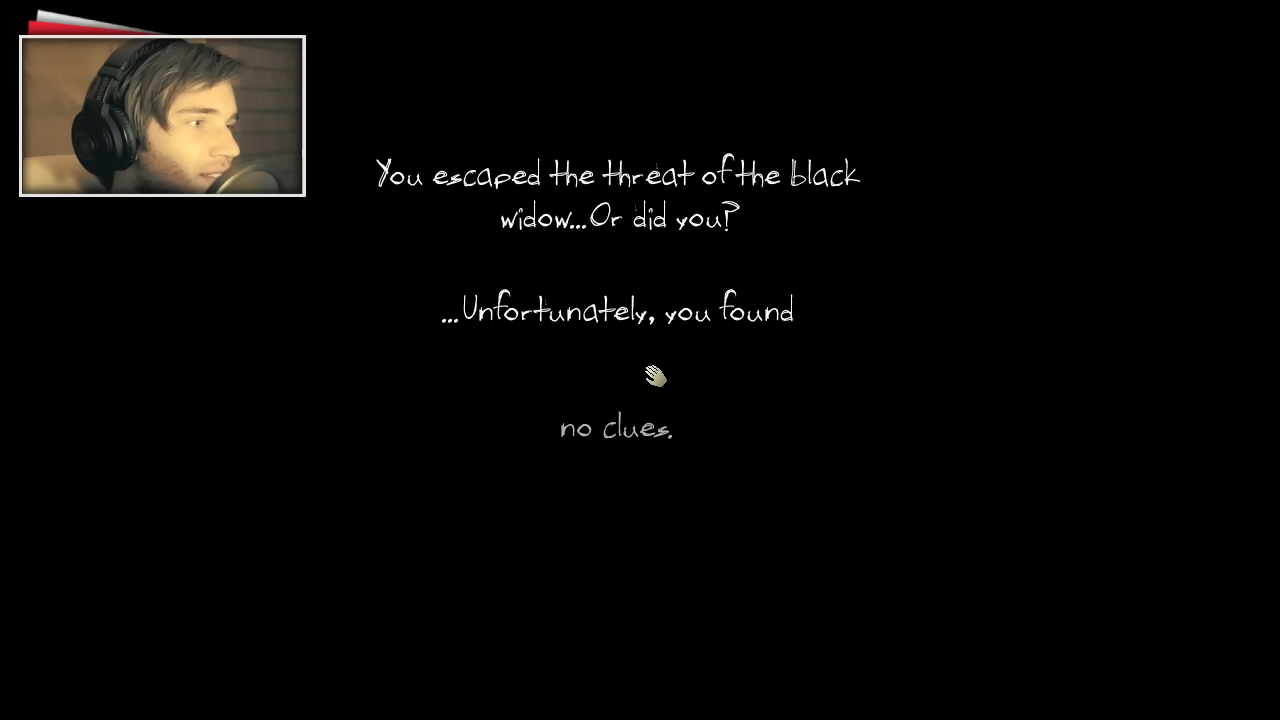 You escaped the threat of the black
widow...Or did you?
...Unfortunately, you found
no clues.